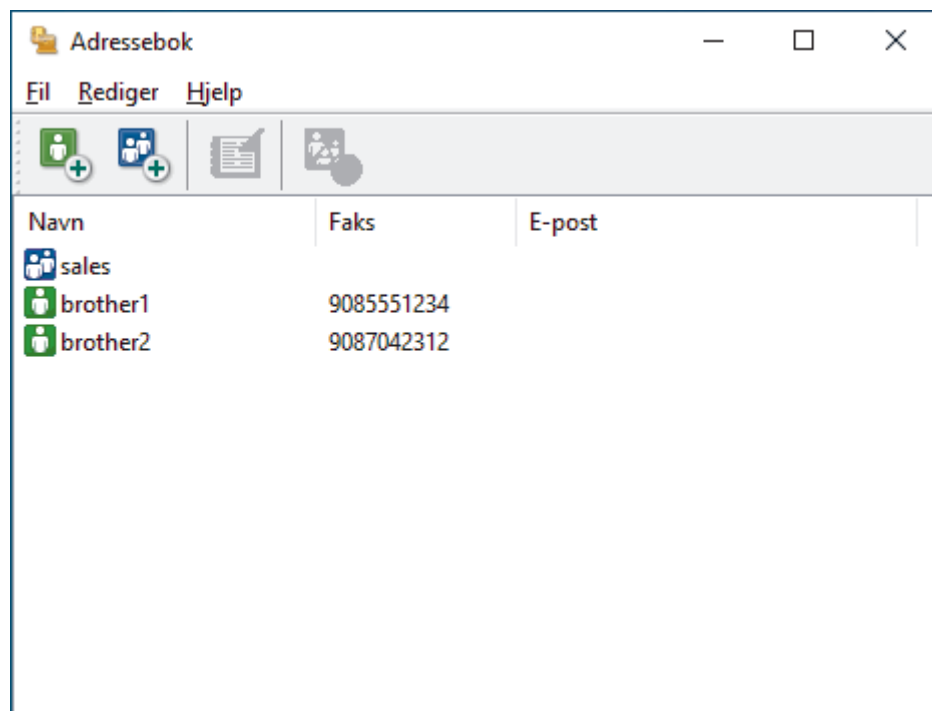 Adressebok
Fil Rediger Hjelp
Navn Faks E-post
sales
brother1 9085551234
brother2 9087042312